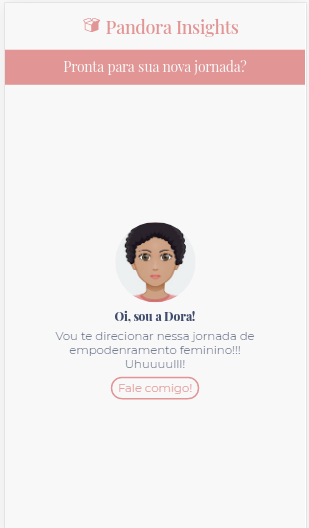 Pandora Insights
Pronta para sua nova jornada?
Oi, sou a Dora!
Vou te direcionar nessa jornada de
empodenramento feminino!!!
Uhuuuulll!
Fale comigo!